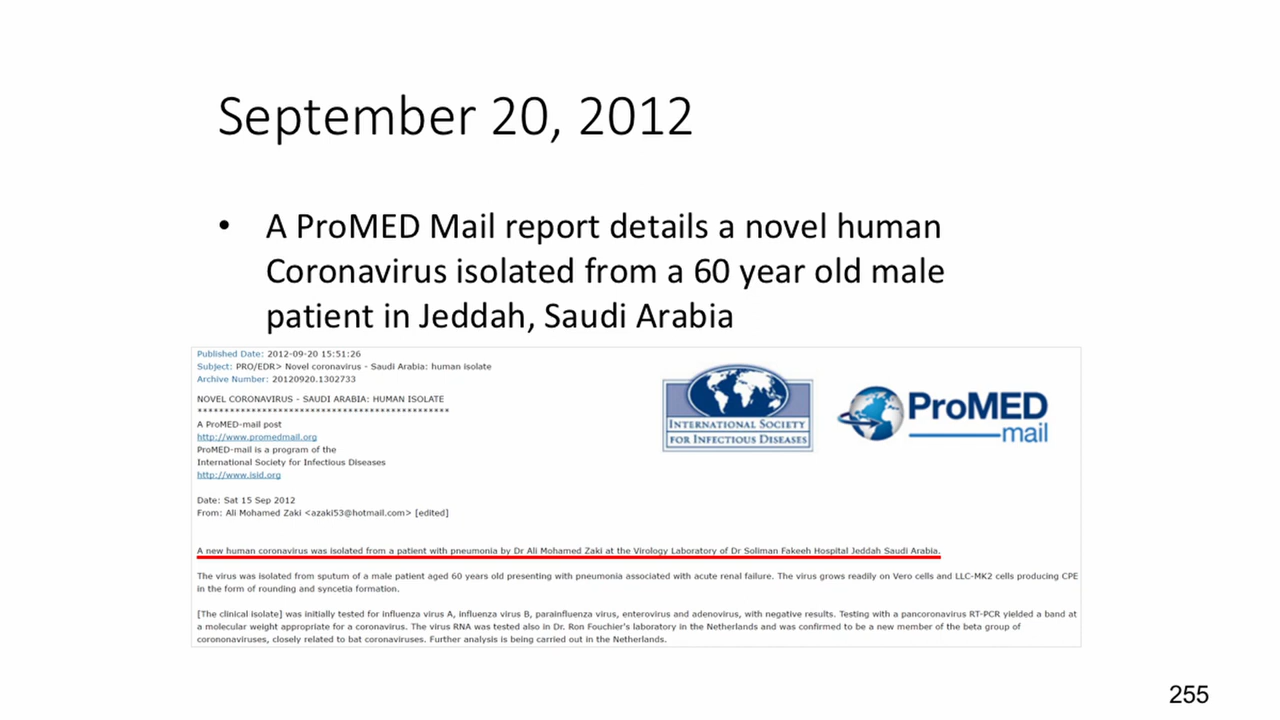 September 20, 2012
• A ProMED Mail report details a novel human
Coronavirus isolated from a 60 year old male
patient in Jeddah, Saudi Arabia
Published Date: 2012-09-20 15:51:26
Subject: PRO/EDR> Novel coronavirus - Saudi Arabia: human isolate
Archive Number: 20120920.1302733
NOVEL CORONAVIRUS - SAUDI ARABIA: HUMAN ISOLATE
***********************************************
A ProMED-mail post
http://www.promedmail.org
ProMED-mail is a program of the
International Society for Infectious Diseases
http://www.isid.org
INTERNATIONAL SOCIETY
FOR INFECTIOUS DISEASES
ProMED
mail
Date: Sat 15 Sep 2012
From: Ali Mohamed Zaki <azaki53@hotmail.com> [edited]
A new human coronavirus was isolated from a patient with pneumonia by Dr Ali Mohamed Zaki at the Virology Laboratory of Dr Soliman Fakeeh Hospital Jeddah Saudi Arabia.
The virus was isolated from sputum of a male patient aged 60 years old presenting with pneumonia associated with acute renal failure. The virus grows readily on Vero cells and LLC-MK2 cells producing CPE
in the form of rounding and syncetia formation.
[The clinical isolate] was initially tested for influenza virus A, influenza virus B, parainfluenza virus, enterovirus and adenovirus, with negative results. Testing with a pancoronavirus RT-PCR yielded a band at
a molecular weight appropriate for a coronavirus. The virus RNA was tested also in Dr. Ron Fouchier's laboratory in the Netherlands and was confirmed to be a new member of the beta group of
corononaviruses, closely related to bat coronaviruses. Further analysis is being carried out in the Netherlands.
255